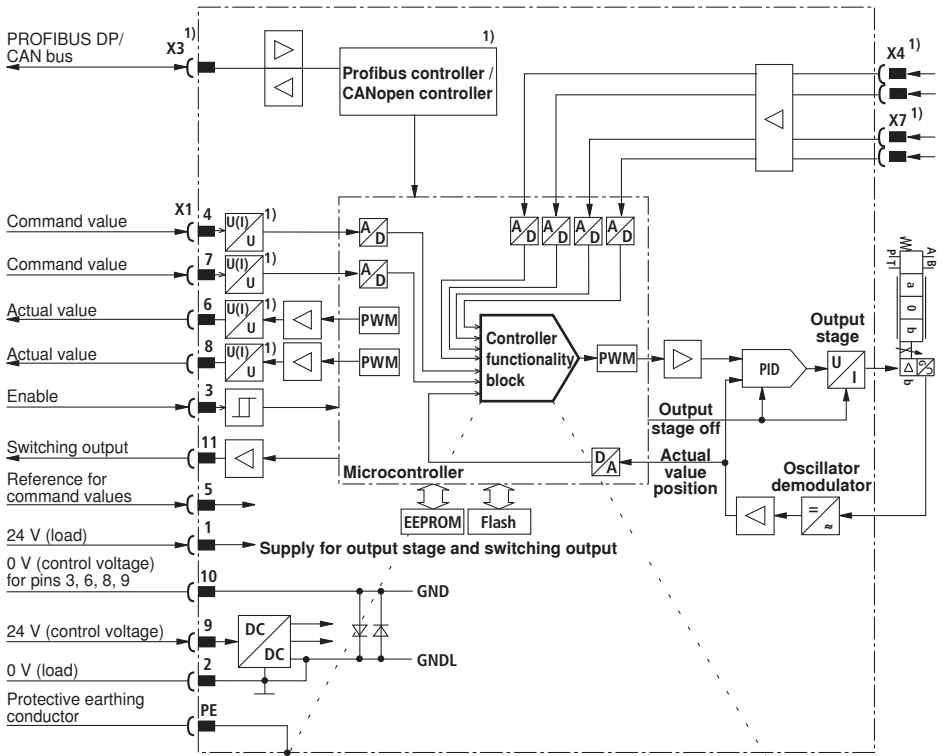 PROFIBUS DP/
CAN bus
X3 1)
1)
Profibus controller /
CANopen controller
X4 1)
X7 1)
X1
Command value
4
U(I)
U
1)
A
D
A
D
A
D
A
D
A
D
Command value
7
U(I)
U
1)
A
D
Actual value
6
U(I)
U
1)
PWM
Actual value
8
U(I)
U
1)
PWM
Controller
functionality
block
PWM
PID
Output
stage
U
I
P T
A B
a
0
b
G
U
b
Enable
3
Output
stage off
Switching output
11
Microcontroller
D
A
Actual
value
position
Oscillator
demodulator
=
≈
Reference for
command values
5
EEPROM
Flash
24 V (load)
1
Supply for output stage and switching output
0 V (control voltage)
for pins 3, 6, 8, 9
10
GND
24 V (control voltage)
9
DC
DC
GNDL
0 V (load)
2
Protective earthing
conductor
PE